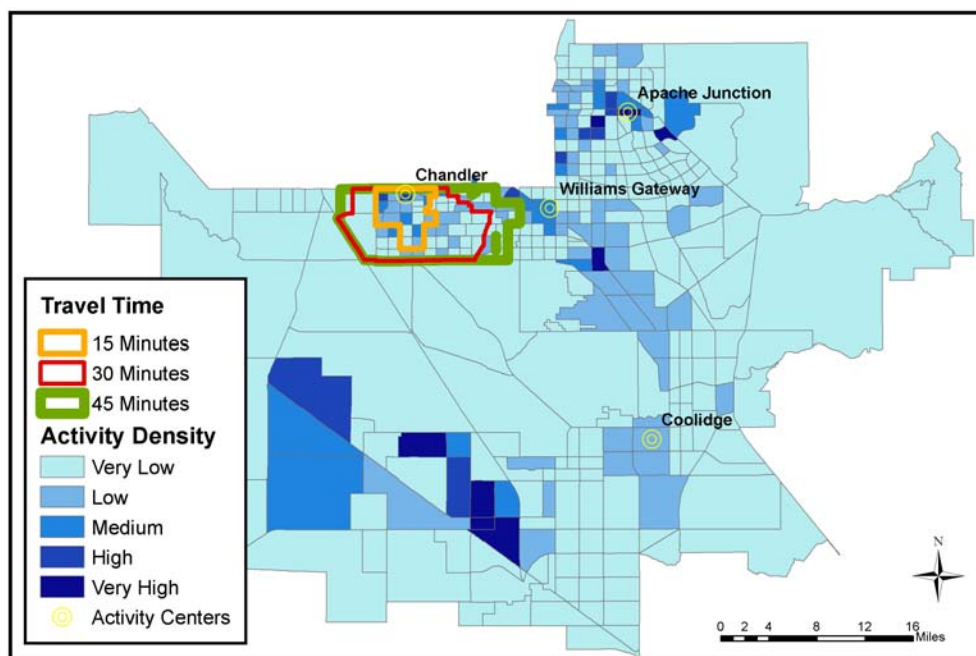 Apache Junction
Chandler
Williams Gateway
Coolidge
Travel Time
15 Minutes
30 Minutes
45 Minutes
Activity Density
Very Low
Low
Medium
High
Very High
Activity Centers
N
0 2 4 8 12 16
Miles